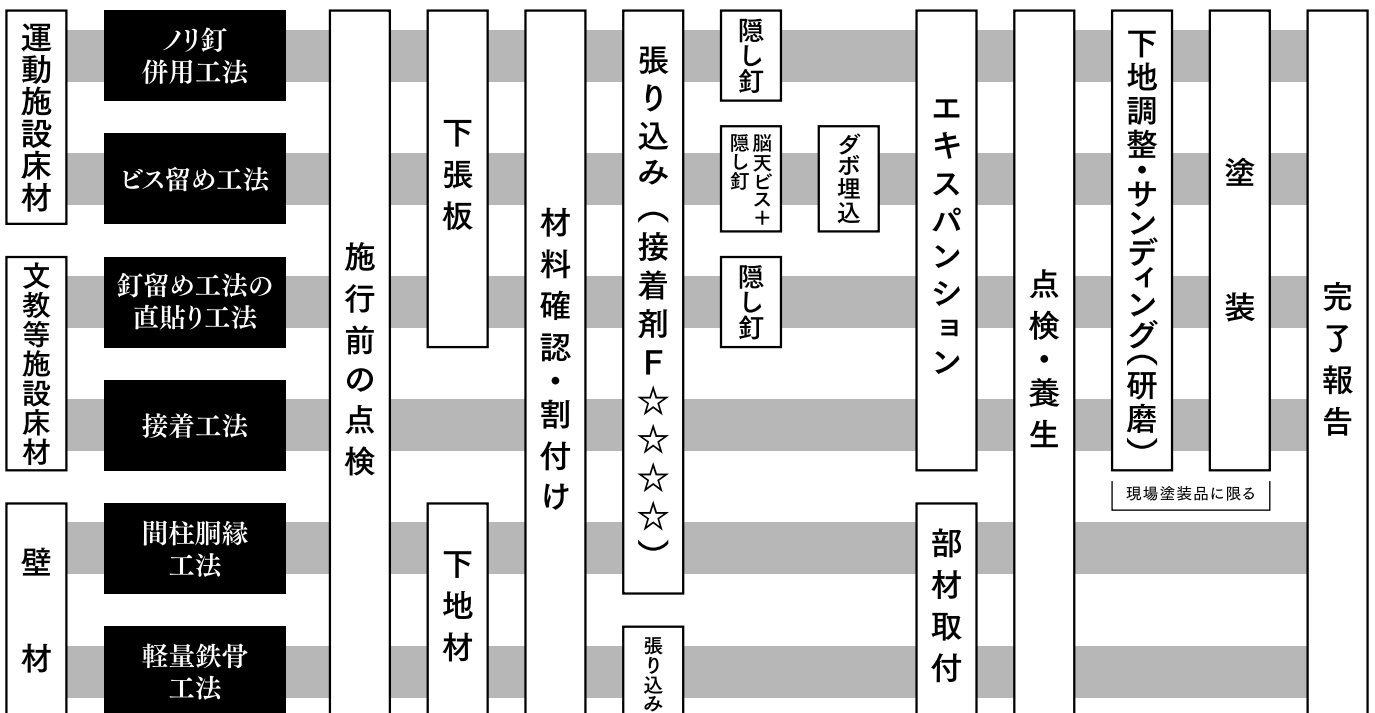 運動施設床材
ノリ釘
併用工法
ビス留め工法
文教等施設床材
釘留め工法の
直貼り工法
接着工法
壁材
間柱胴縁
工法
軽量鉄骨
工法
施行前の点検
下張板
下地材
材料確認・割付け
張り込み（接着剤F☆☆☆☆）
張り込み
隠し釘
脳天ビス＋
隠し釘
隠し釘
ダボ埋込
エキスパンション
部材取付
点検・養生
下地調整・サンディング（研磨）
塗装
現場塗装品に限る
完了報告